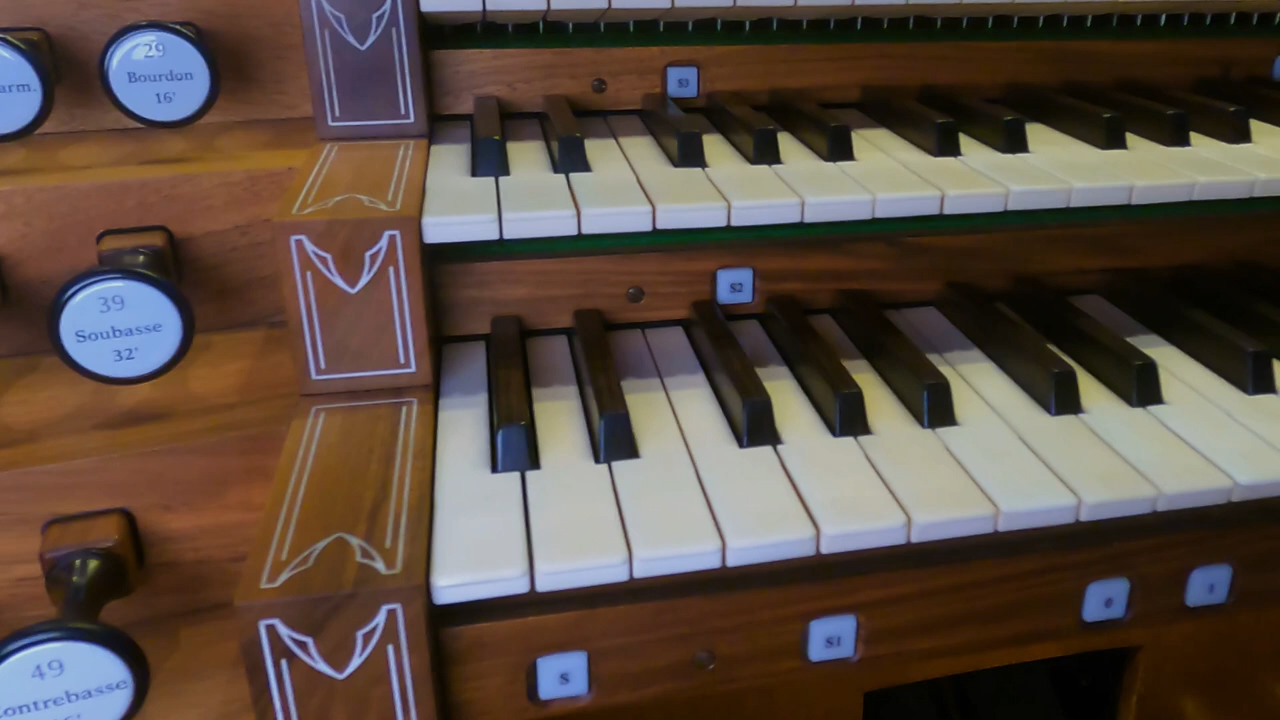 29
Bourdon
16'
arm.
S3
39
Soubasse
32'
S2
49
ontrebasse
S
S1
0
1